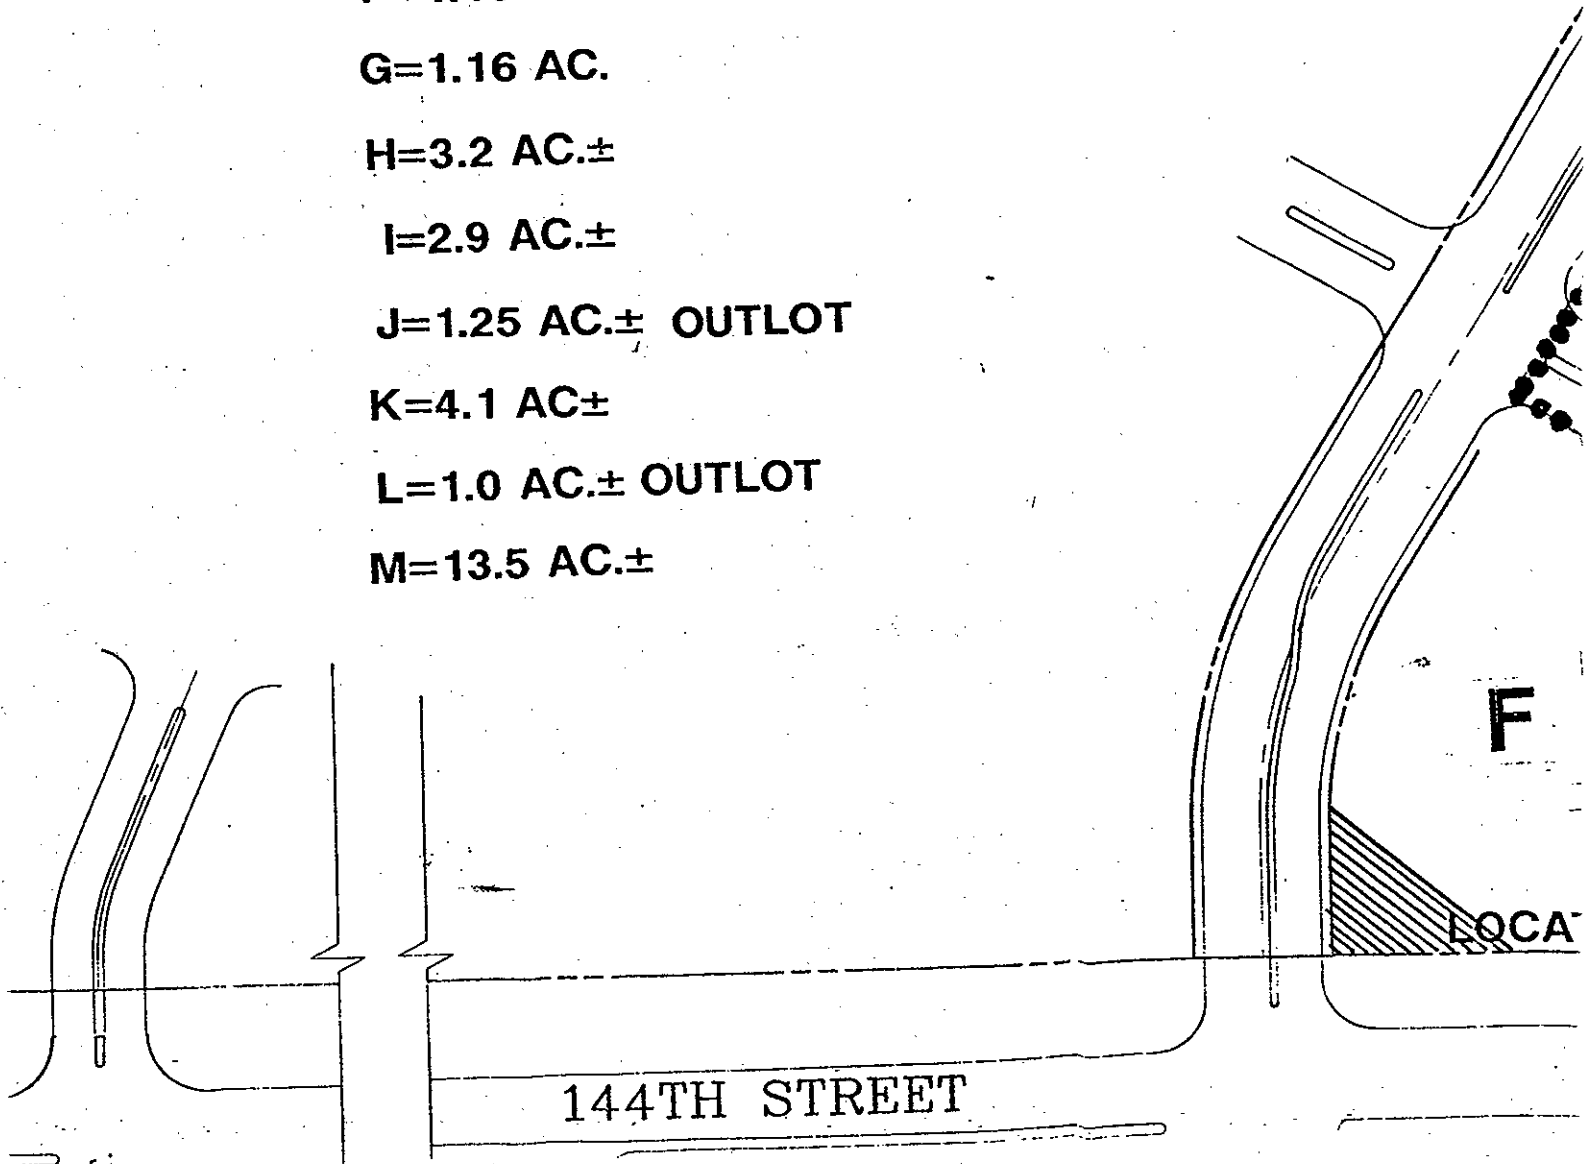 G=1.16 AC.
H=3.2 AC.±
I=2.9 AC.±
J=1.25 AC.± OUTLOT
K=4.1 AC±
L=1.0 AC.± OUTLOT
M=13.5 AC.±
F
LOCA
144TH STREET